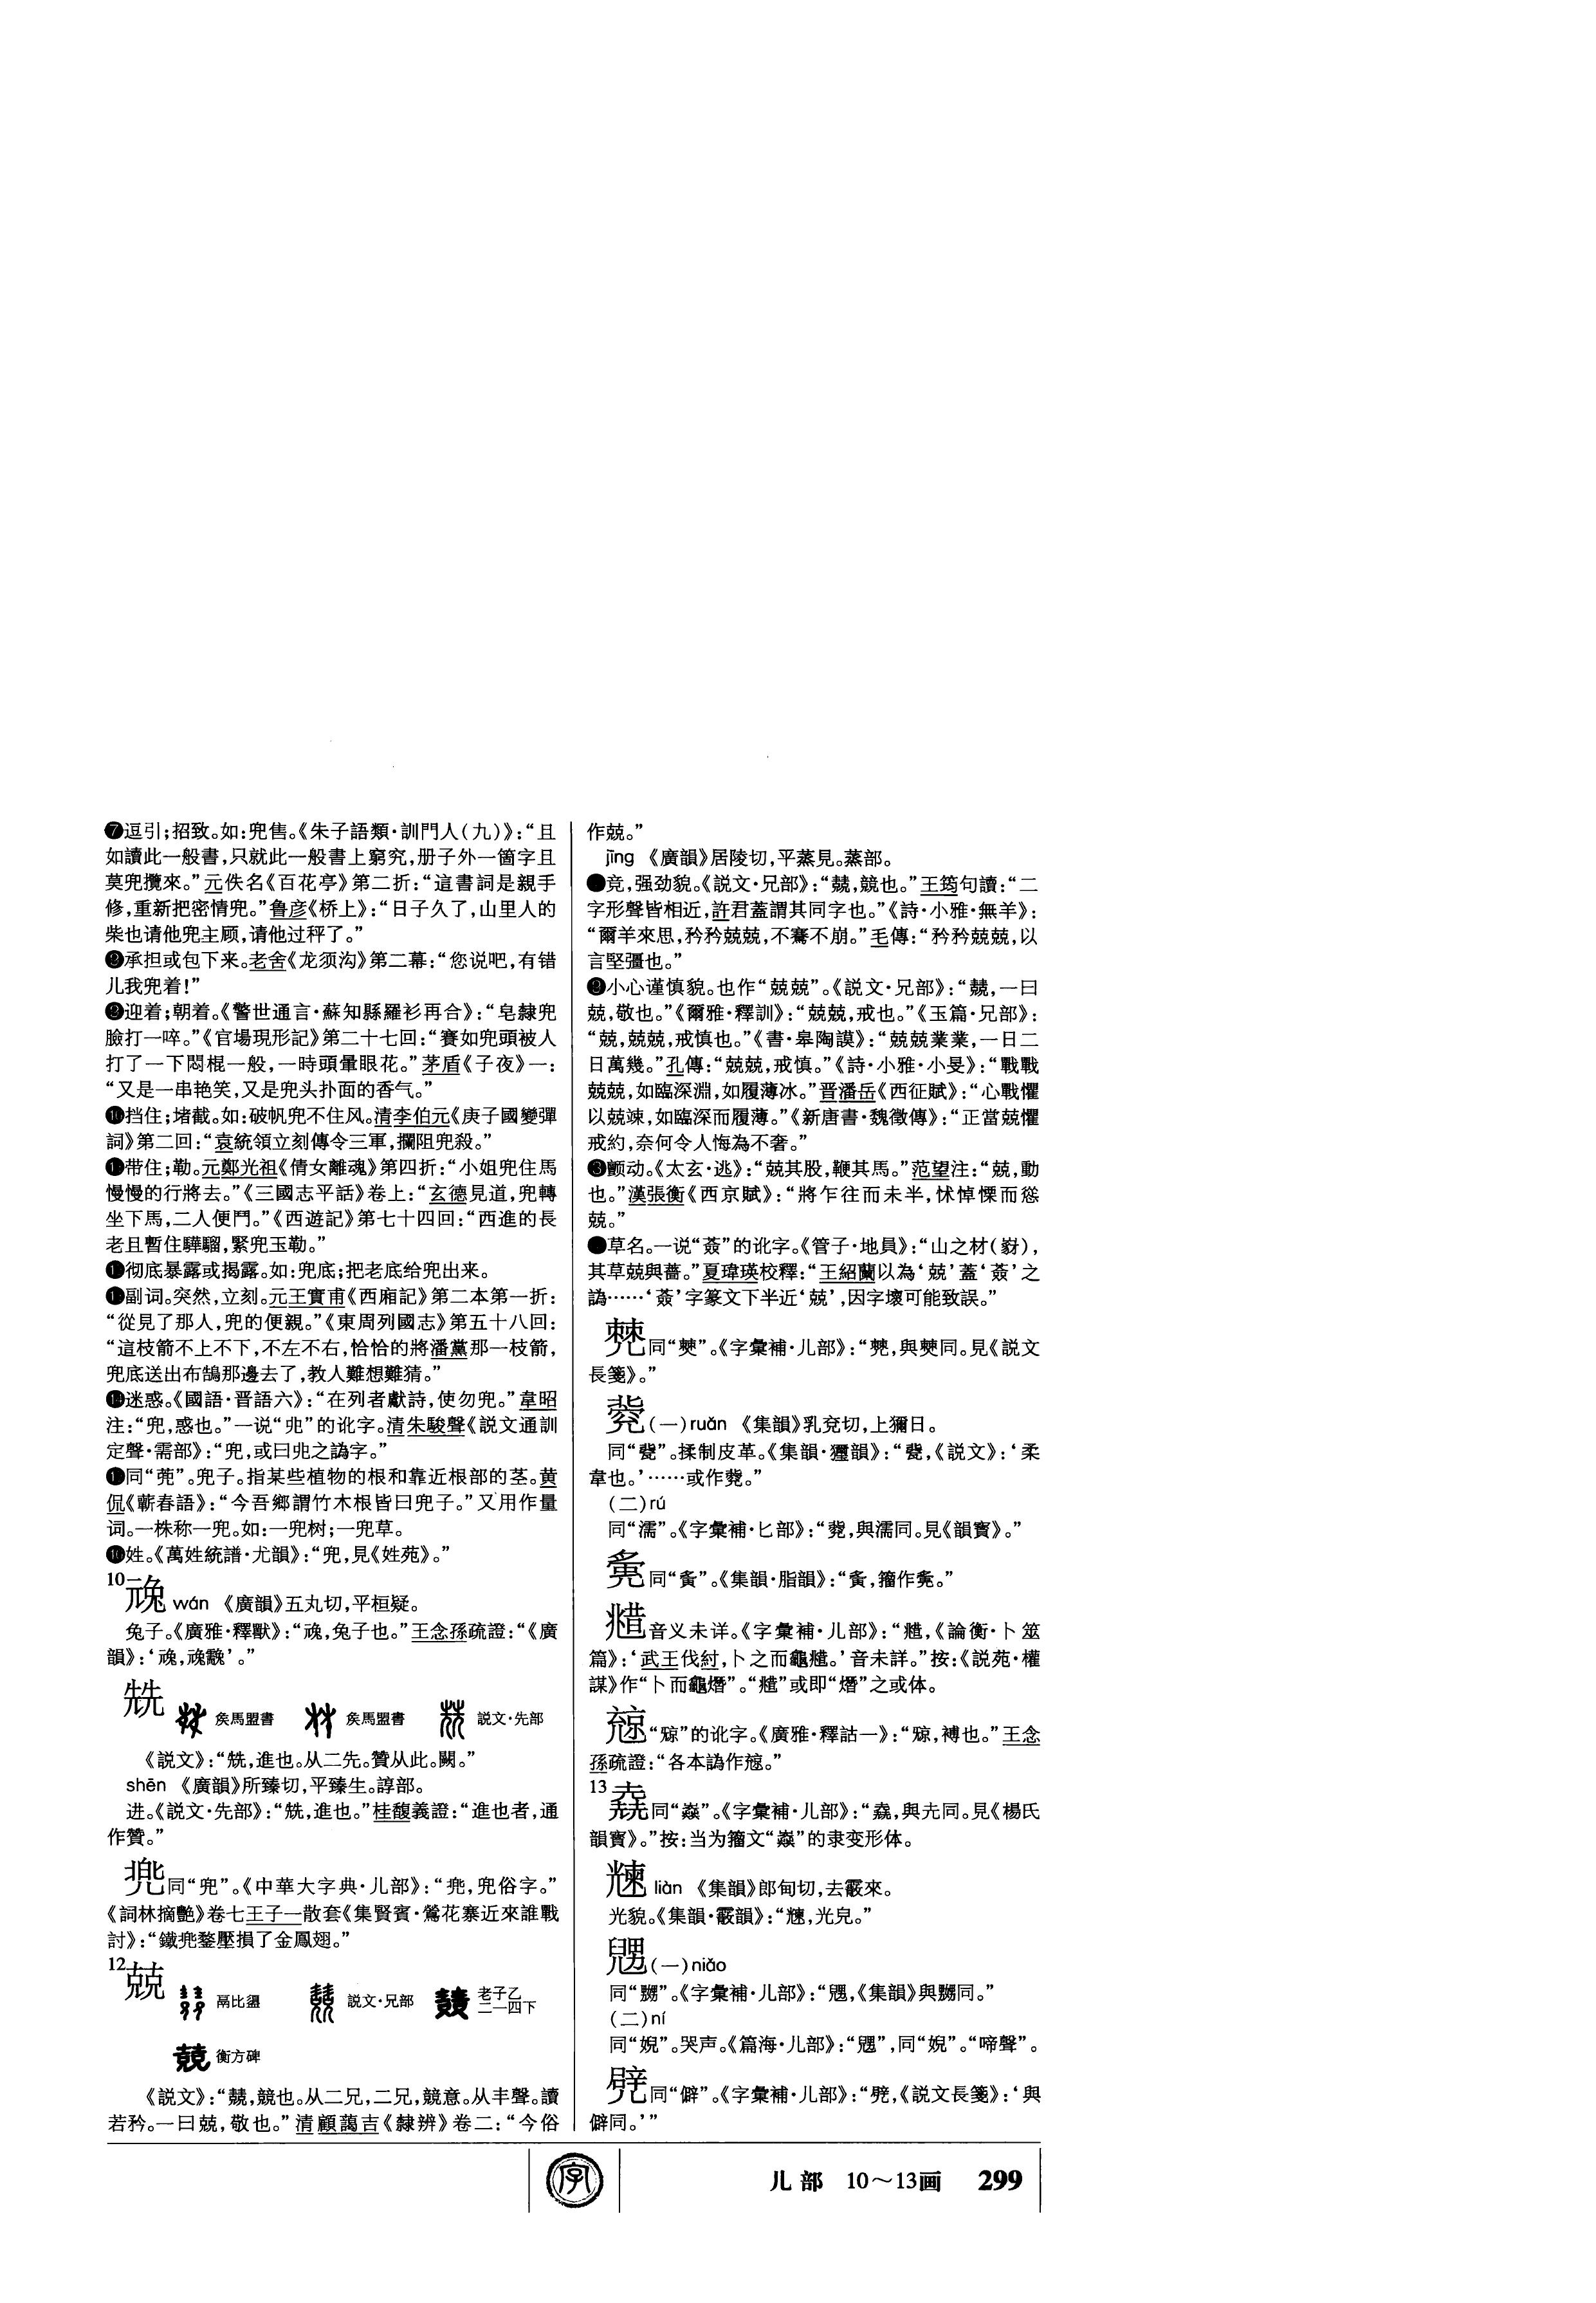 ❼逗引；招致。如：兜售。《朱子語類·訓門人（九）》：“且
如讀此一般書，只就此一般書上窮究，册子外一箇字且
莫兜攬來。”元佚名《百花亭》第二折：“這書詞是親手
修，重新把密情兜。”鲁彦《桥上》：“日子久了，山里人的
柴也请他兜主顾，请他过秤了。”
承担或包下来。老舍《龙须沟》第二幕：“您说吧，有错
儿我兜着！”
迎着；朝着。《警世通言·蘇知縣羅衫再合》：“皂隸兜
臉打一啐。”《官場現形記》第二十七回：“賽如兜頭被人
打了一下悶棍一般，一時頭暈眼花。”茅盾《子夜》一：
“又是一串艳笑，又是兜头扑面的香气。”
❿挡住；堵截。如：破帆兜不住风。清李伯元《庚子國變彈
詞》第二回：“袁統領立刻傳令三軍，攔阻兜殺。”
带住；勒。元鄭光祖《倩女離魂》第四折：“小姐兜住馬
慢慢的行將去。”《三國志平話》卷上：“玄德見道，兜轉
坐下馬，二人便鬥。”《西遊記》第七十四回：“西進的長
老且暫住驊騮，緊兜玉勒。”
彻底暴露或揭露。如：兜底；把老底给兜出来。
副词。突然，立刻。元王實甫《西廂記》第二本第一折：
“從見了那人，兜的便親。”《東周列國志》第五十八回：
“這枝箭不上不下，不左不右，恰恰的將潘黨那一枝箭，
兜底送出布鵠那邊去了，教人難想難猜。”
⓮迷惑。《國語·晋語六》：“在列者獻詩，使勿兜。”韋昭
注：“兜，惑也。”一说“𠑹”的讹字。清朱駿聲《説文通訓
定聲·需部》：“兜，或曰𠑹之譌字。”
同“蔸”。兜子。指某些植物的根和靠近根部的茎。黄
侃《蘄春語》：“今吾鄉謂竹木根皆曰兜子。”又用作量
词。一株称一兜。如：一兜树；一兜草。
⓰姓。《萬姓統譜·尤韻》：“兜，見《姓苑》。”
10
wán 《廣韻》五丸切，平桓疑。
兔子。《廣雅·釋獸》：“，兔子也。”王念孫疏證：“《廣
韻》：‘’。”
兟 矦馬盟書 矦馬盟書 説文·先部
《説文》：“兟，進也。从二先。贊从此。闕。”
shēn 《廣韻》所臻切，平臻生。諄部。
进。《説文·先部》：“兟，進也。”桂馥義證：“進也者，通
作贊。”
同“兜”。《中華大字典·儿部》：“，兜俗字。”
《詞林摘艷》卷七王子一散套《集賢賓·鶯花寨近來誰戰
討》：“鐵鍪壓損了金鳳翅。”
12
兢 鬲比盨 説文·兄部 老子乙
二一四下
衡方碑
《説文》：“兢，競也。从二兄，二兄，競意。从丰聲。讀
若矜。一曰兢，敬也。”清顧藹吉《隸辨》卷二：“今俗
作兢。”
jīng 《廣韻》居陵切，平蒸見。蒸部。
竞，强劲貌。《説文·兄部》：“兢，競也。”王筠句讀：“二
字形聲皆相近，許君蓋謂其同字也。”《詩·小雅·無羊》：
“爾羊來思，矜矜兢兢，不騫不崩。”毛傳：“矜矜兢兢，以
言堅彊也。”
小心谨慎貌。也作“兢兢”。《説文·兄部》：“兢，一曰
兢，敬也。”《爾雅·釋訓》：“兢兢，戒也。”《玉篇·兄部》：
“兢，兢兢，戒慎也。”《書·皋陶謨》：“兢兢業業，一日二
日萬幾。”孔傳：“兢兢，戒慎。”《詩·小雅·小旻》：“戰戰
兢兢，如臨深淵，如履薄冰。”晋潘岳《西征賦》：“心戰懼
以兢竦，如臨深而履薄。”《新唐書·魏徵傳》：“正當兢懼
戒約，奈何令人悔為不奢。”
❸颤动。《太玄·逃》：“兢其股，鞭其馬。”范望注：“兢，動
也。”漢張衡《西京賦》：“將乍往而未半，怵悼慄而慫
兢。”
草名。一说“薟”的讹字。《管子·地員》：“山之材（豺），
其草兢與薔。”夏瑋瑛校釋：“王紹蘭以為‘兢’蓋‘薟’之
譌……‘薟’字篆文下半近‘兢’，因字壞可能致誤。”
同“僰”。《字彙補·儿部》：“，與僰同。見《説文
長箋》。”
（一）ruǎn 《集韻》乳兗切，上獮日。
同“㼱”。揉制皮革。《集韻·獮韻》：“㼱，《説文》：‘柔
韋也。’……或作。”
（二）rú
同“濡”。《字彙補·匕部》：“，與濡同。見《韻寳》。”
同“夤”。《集韻·脂韻》：“，籀作。”
音义未详。《字彙補·儿部》：“，《論衡·卜筮
篇》：‘武王伐紂，卜之而龜。’音未詳。”按：《説苑·權
謀》作“卜而龜熸”。“”或即“熸”之或体。
“”的讹字。《廣雅·釋詁一》：“，䙏也。”王念
孫疏證：“各本譌作。”
13
同“焱”。《字彙補·儿部》：“，與光同。見《楊氏
韻寳》。”按：当为籀文“”的隶变形体。
liàn 《集韻》郎甸切，去霰來。
光貌。《集韻·霰韻》：“，光皃。”
（一）niǎo
同“嬲”。《字彙補·儿部》：“，《集韻》與嬲同。”
（二）ní
同“婗”。哭声。《篇海·儿部》：“”，同“婗”。“啼聲”。
同“僻”。《字彙補·儿部》：“，《説文長箋》：‘與
僻同。’”
字
儿部 10～13画 299